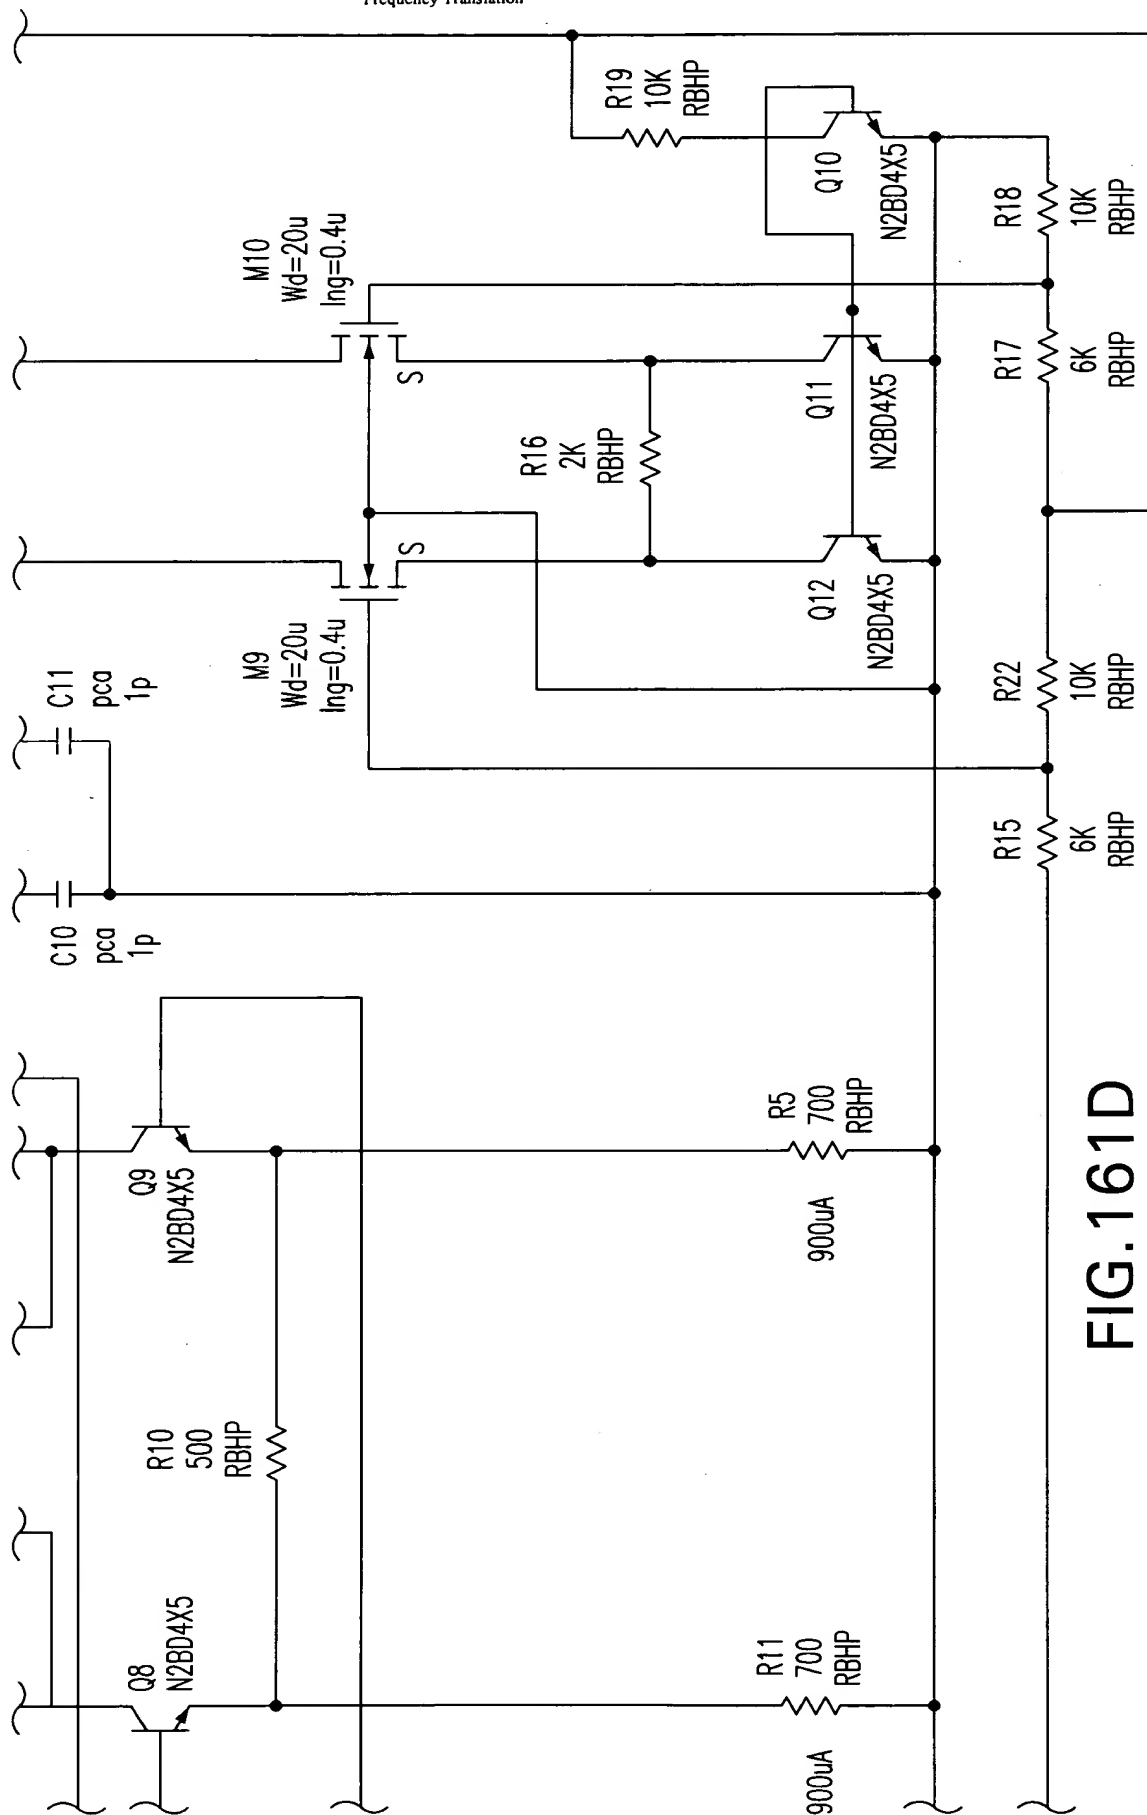 Frequency Translation
R19
10K
RBHP
M10
Wd=20u
lng=0.4u
S
Q10
N2BD4X5
R18
10K
RBHP
R16
2K
RBHP
Q11
N2BD4X5
R17
6K
RBHP
M9
Wd=20u
lng=0.4u
S
Q12
N2BD4X5
R22
10K
RBHP
C11
pca
1p
C10
pca
1p
R15
6K
RBHP
Q9
N2BD4X5
R5
700
RBHP
900uA
R10
500
RBHP
Q8
N2BD4X5
R11
700
RBHP
900uA
FIG.161D